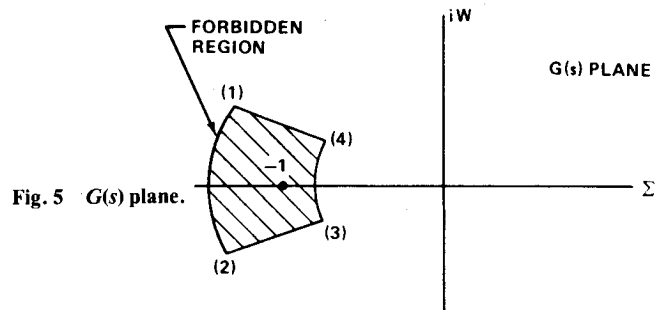 iW
FORBIDDEN
REGION
G(s) PLANE
(1)
(4)
−1
Fig. 5 G(s) plane.
Σ
(3)
(2)